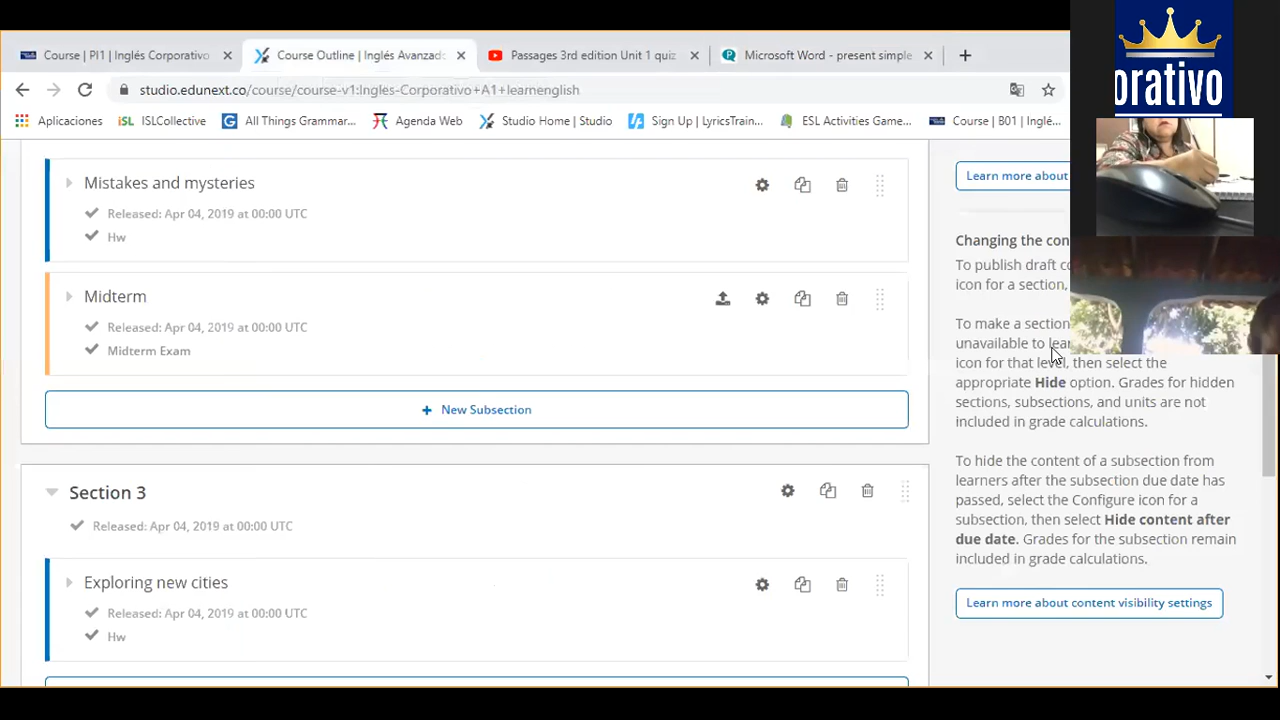 Course | PI1 | Inglés Corporativo
Course Outline | Inglés Avanzado
Passages 3rd edition Unit 1 quiz
Microsoft Word - present simple
studio.edunext.co/course/course-v1:Ingles-Corporativo+A1+learnenglish
Aplicaciones
iSL ISLCollective
All Things Grammar...
Agenda Web
Studio Home | Studio
Sign Up | LyricsTrain...
ESL Activities Game...
Course | B01 | Inglé...
orativo
Mistakes and mysteries
Released: Apr 04, 2019 at 00:00 UTC
Hw
Midterm
Released: Apr 04, 2019 at 00:00 UTC
Midterm Exam
+ New Subsection
Section 3
Released: Apr 04, 2019 at 00:00 UTC
Exploring new cities
Released: Apr 04, 2019 at 00:00 UTC
Hw
Learn more about
Changing the
To publish draft
icon for a section,
To make a section
unavailable to
icon for that level, then select the
appropriate Hide option. Grades for hidden
sections, subsections, and units are not
included in grade calculations.
To hide the content of a subsection from
learners after the subsection due date has
passed, select the Configure icon for a
subsection, then select Hide content after
due date. Grades for the subsection remain
included in grade calculations.
Learn more about content visibility settings